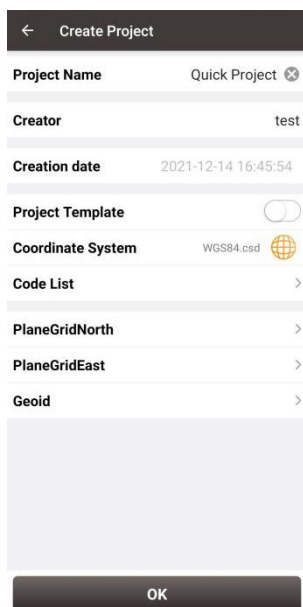 Create Project
Project Name Quick Project
Creator test
Creation date 2021-12-14 16:45:54
Project Template
Coordinate System WGS84.csd
Code List
PlaneGridNorth
PlaneGridEast
Geoid
OK